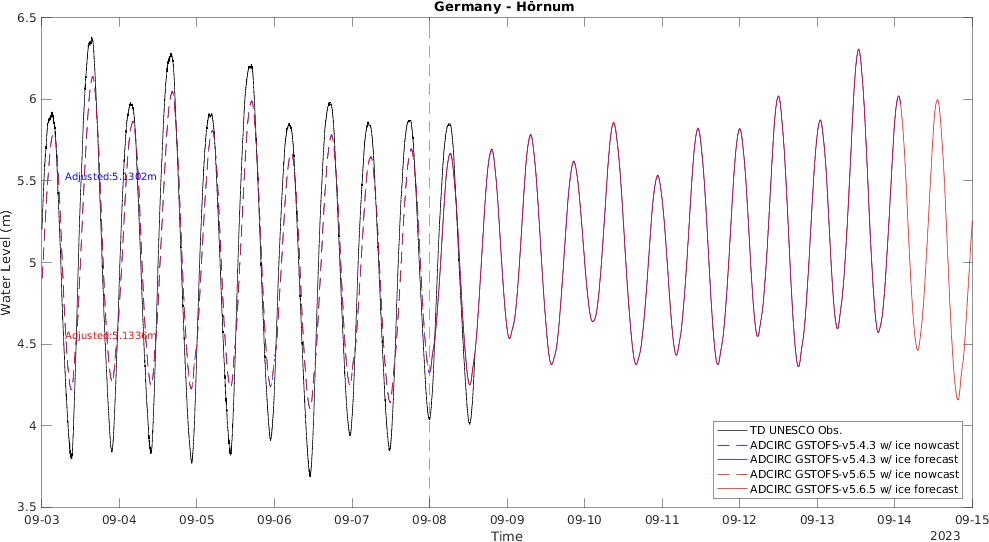 Germany - Hörnum
6.5
6
5.5
5
4.5
4
3.5
Water Level (m)
Adjusted:5.1302m
Adjusted:5.1336m
TD UNESCO Obs.
ADCIRC GSTOFS-v5.4.3 w/ ice nowcast
ADCIRC GSTOFS-v5.4.3 w/ ice forecast
ADCIRC GSTOFS-v5.6.5 w/ ice nowcast
ADCIRC GSTOFS-v5.6.5 w/ ice forecast
09-03 09-04 09-05 09-06 09-07 09-08 09-09 09-10 09-11 09-12 09-13 09-14 09-15
Time
2023